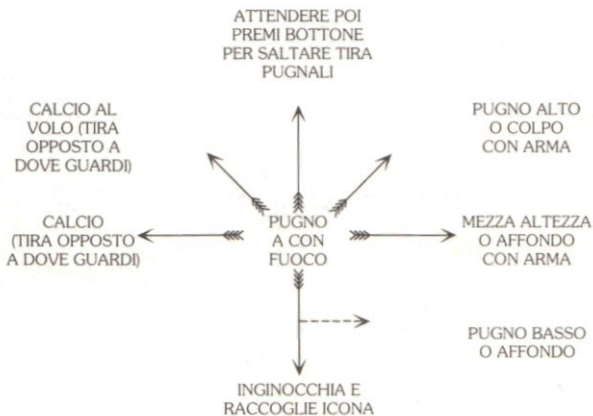 ATTENDERE POI
PREMI BOTTONE
PER SALTARE TIRA
PUGNALI
CALCIO AL
VOLO (TIRA
OPPOSTO A
DOVE GUARDI)
PUGNO ALTO
O COLPO
CON ARMA
CALCIO
(TIRA OPPOSTO
A DOVE GUARDI)
PUGNO
A CON
FUOCO
MEZZA ALTEZZA
O AFFONDO
CON ARMA
PUGNO BASSO
O AFFONDO
INGINOCCHIA E
RACCOGLIE ICONA